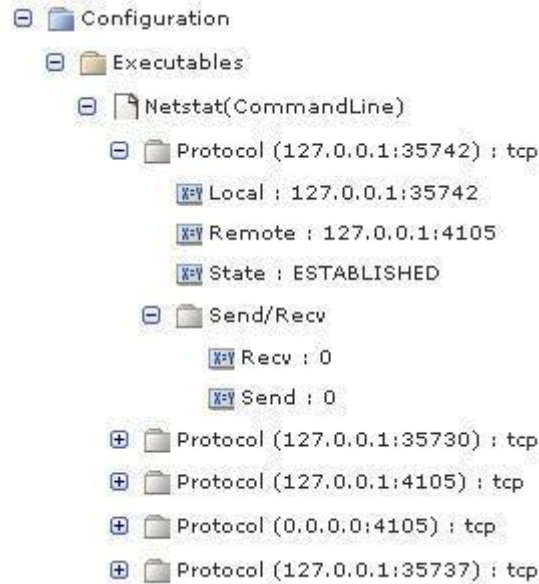 Configuration
Executables
Netstat(CommandLine)
Protocol (127.0.0.1:35742) : tcp
X=Y Local : 127.0.0.1:35742
X=Y Remote : 127.0.0.1:4105
X=Y State : ESTABLISHED
Send/Recv
X=Y Recv : 0
X=Y Send : 0
Protocol (127.0.0.1:35730) : tcp
Protocol (127.0.0.1:4105) : tcp
Protocol (0.0.0.0:4105) : tcp
Protocol (127.0.0.1:35737) : tcp